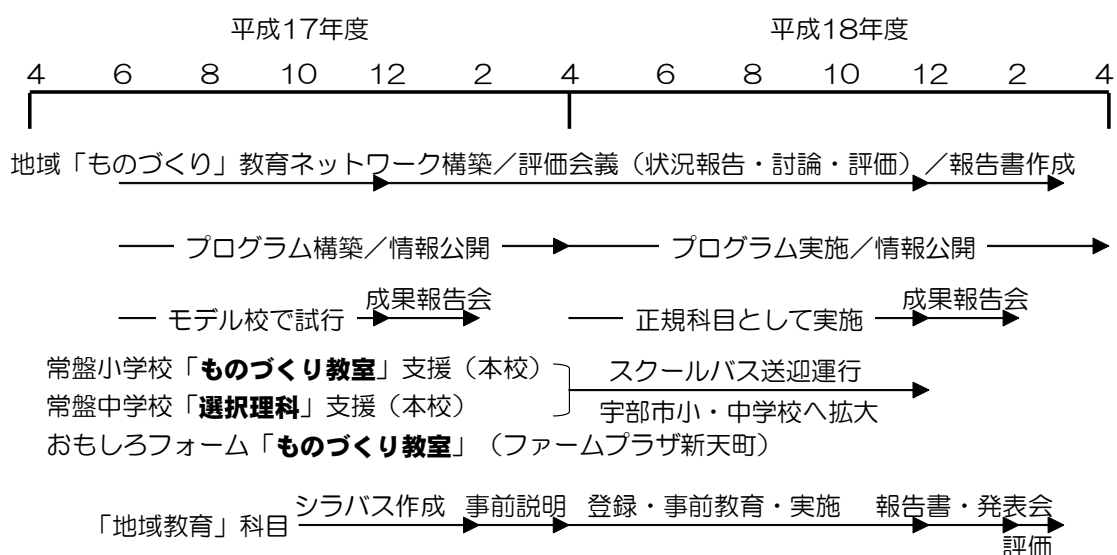 平成17年度 平成18年度
4 6 8 10 12 2 4 6 8 10 12 2 4
地域「ものづくり」教育ネットワーク構築／評価会議（状況報告・討論・評価）／報告書作成
プログラム構築／情報公開 プログラム実施／情報公開
モデル校で試行 成果報告会 正規科目として実施 成果報告会
常盤小学校「ものづくり教室」支援（本校） スクールバス送迎運行
常盤中学校「選択理科」支援（本校） 宇部市小・中学校へ拡大
おもしろフォーム「ものづくり教室」（ファームプラザ新天町）
「地域教育」科目 シラバス作成 事前説明 登録・事前教育・実施 報告書・発表会
評価